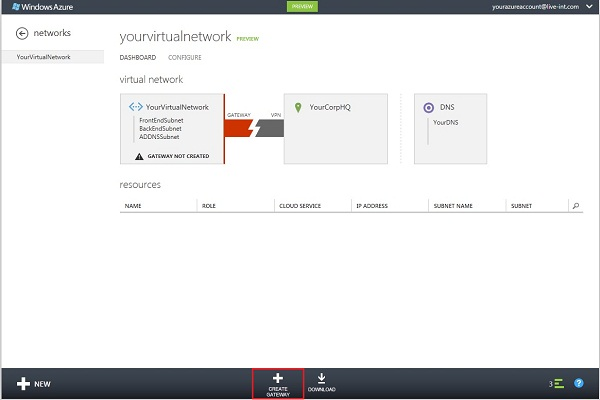 Windows Azure
PREVIEW
yourazureaccount@live-int.com
networks
YourVirtualNetwork
yourvirtualnetwork PREVIEW
DASHBOARD CONFIGURE
virtual network
YourVirtualNetwork
FrontEndSubnet
BackEndSubnet
ADDNSSubnet
GATEWAY NOT CREATED
GATEWAY VPN
YourCorpHQ
DNS
YourDNS
resources
NAME ROLE CLOUD SERVICE IP ADDRESS SUBNET NAME SUBNET
NEW
CREATE
GATEWAY
DOWNLOAD
3
?